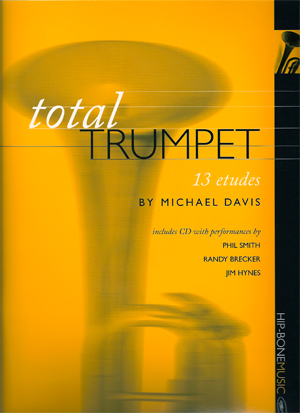 total
TRUMPET
13 etudes
BY MICHAEL DAVIS
includes CD with performances by
PHIL SMITH
RANDY BRECKER
JIM HYNES
HIP-BONEMUSIC